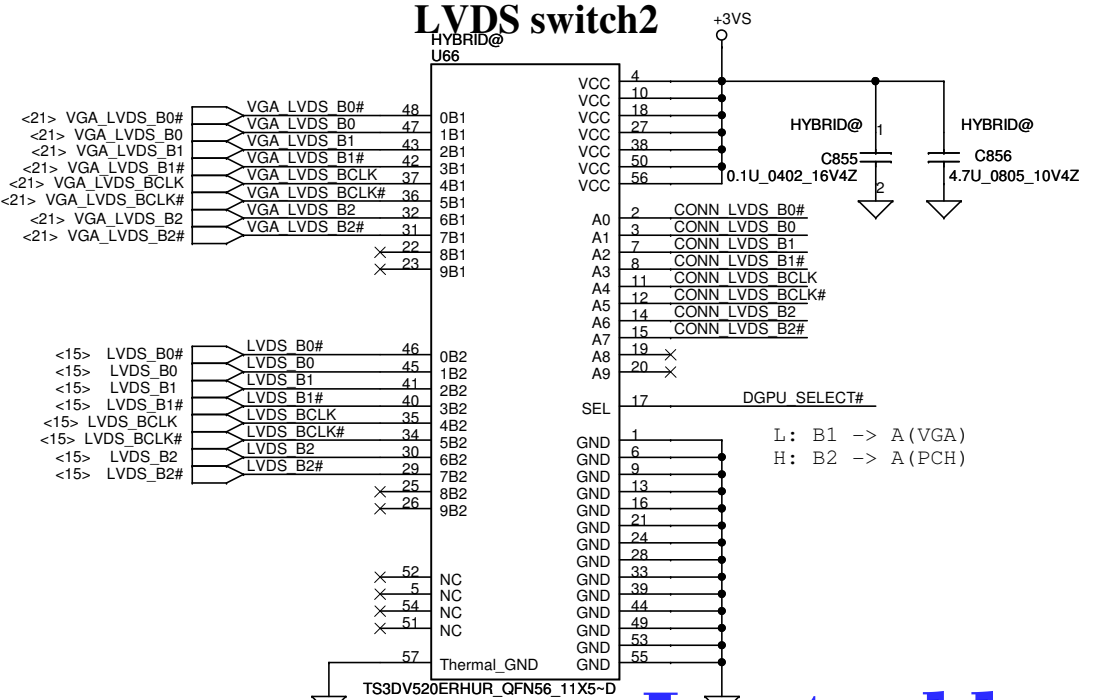 LVDS switch2
HYBRID@
U66
+3VS
<21> VGA_LVDS_B0# VGA_LVDS_B0# 48 0B1
<21> VGA_LVDS_B0 VGA_LVDS_B0 47 1B1
<21> VGA_LVDS_B1 VGA_LVDS_B1 43 2B1
<21> VGA_LVDS_B1# VGA_LVDS_B1# 42 3B1
<21> VGA_LVDS_BCLK VGA_LVDS_BCLK 37 4B1
<21> VGA_LVDS_BCLK# VGA_LVDS_BCLK# 36 5B1
<21> VGA_LVDS_B2 VGA_LVDS_B2 32 6B1
<21> VGA_LVDS_B2# VGA_LVDS_B2# 31 7B1
22 8B1
23 9B1
<15> LVDS_B0# LVDS_B0# 46 0B2
<15> LVDS_B0 LVDS_B0 45 1B2
<15> LVDS_B1 LVDS_B1 41 2B2
<15> LVDS_B1# LVDS_B1# 40 3B2
<15> LVDS_BCLK LVDS_BCLK 35 4B2
<15> LVDS_BCLK# LVDS_BCLK# 34 5B2
<15> LVDS_B2 LVDS_B2 30 6B2
<15> LVDS_B2# LVDS_B2# 29 7B2
25 8B2
26 9B2
52 NC
5 NC
54 NC
51 NC
57 Thermal_GND
TS3DV520ERHUR_QFN56_11X5~D
VCC 4
VCC 10
VCC 18
VCC 27
VCC 38
VCC 50
VCC 56
HYBRID@
1
C855
0.1U_0402_16V4Z
2
HYBRID@
C856
4.7U_0805_10V4Z
A0 2 CONN_LVDS_B0#
A1 3 CONN_LVDS_B0
A2 7 CONN_LVDS_B1
A3 8 CONN_LVDS_B1#
A4 11 CONN_LVDS_BCLK
A5 12 CONN_LVDS_BCLK#
A6 14 CONN_LVDS_B2
A7 15 CONN_LVDS_B2#
A8 19
A9 20
SEL 17 DGPU_SELECT#
L: B1 -> A(VGA)
H: B2 -> A(PCH)
GND 1
GND 6
GND 9
GND 13
GND 16
GND 21
GND 24
GND 28
GND 33
GND 39
GND 44
GND 49
GND 53
GND 55